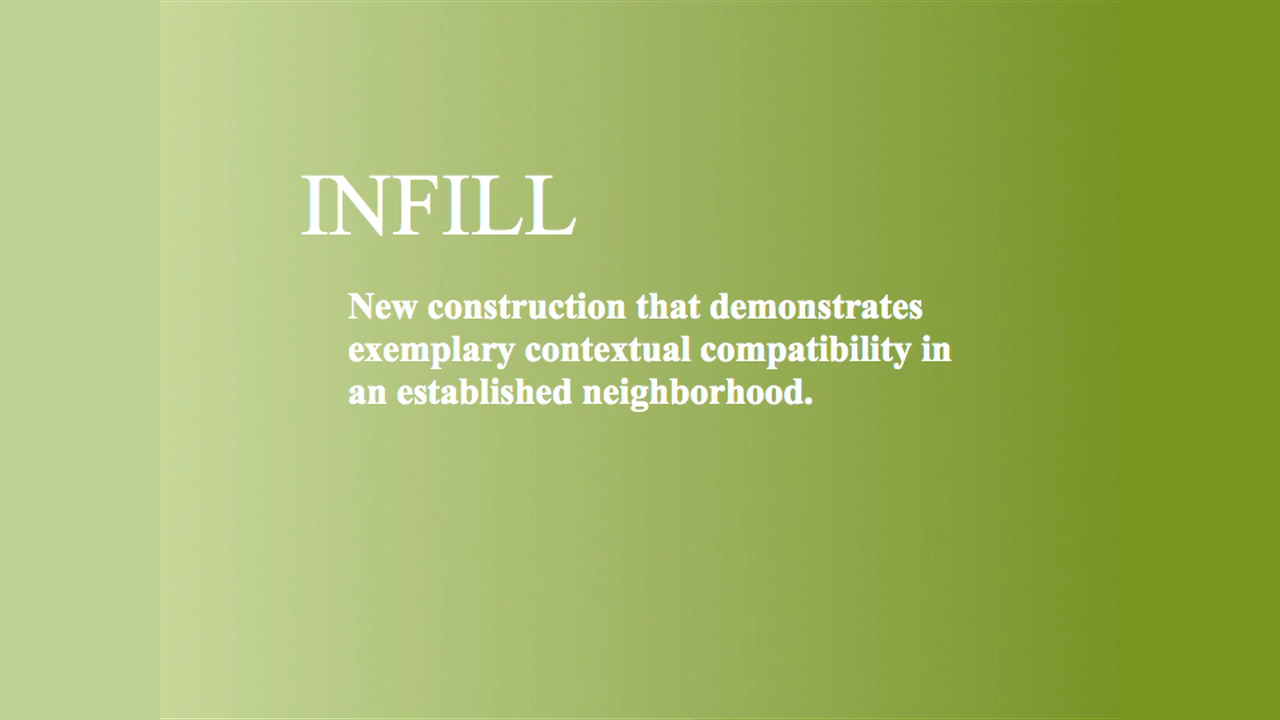 INFILL
New construction that demonstrates
exemplary contextual compatibility in
an established neighborhood.